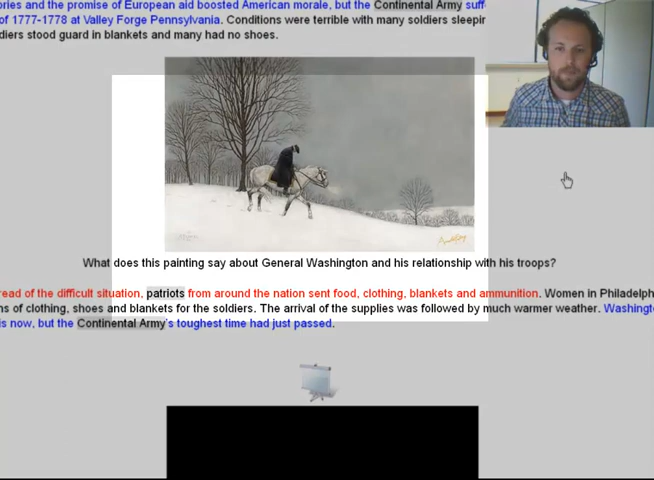 ories and the promise of European aid boosted American morale, but the Continental Army suff
of 1777-1778 at Valley Forge Pennsylvania. Conditions were terrible with many soldiers sleepin
diers stood guard in blankets and many had no shoes.
What does this painting say about General Washington and his relationship with his troops?
read of the difficult situation, patriots from around the nation sent food, clothing, blankets and ammunition. Women in Philadelph
ns of clothing, shoes and blankets for the soldiers. The arrival of the supplies was followed by much warmer weather. Washingto
is now, but the Continental Army's toughest time had just passed.